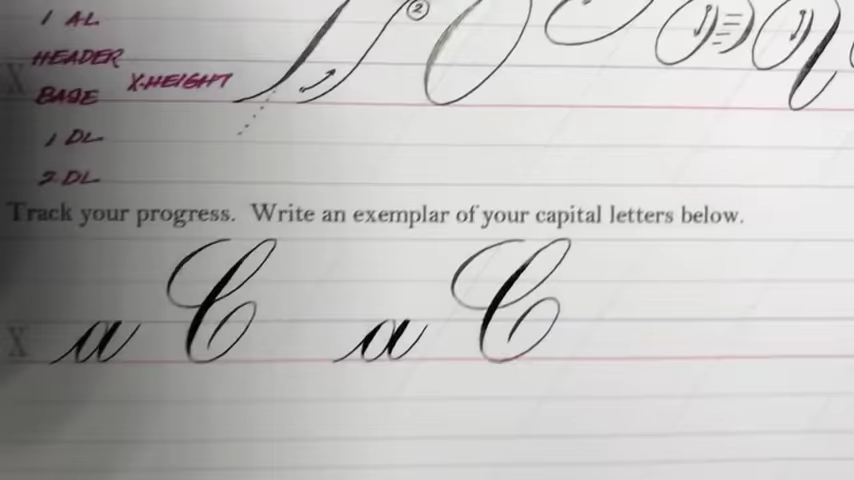 1 AL
②
HEADER
X
BASE X-HEIGHT
1 DL
2 DL
Track your progress. Write an exemplar of your capital letters below.
X a C a C